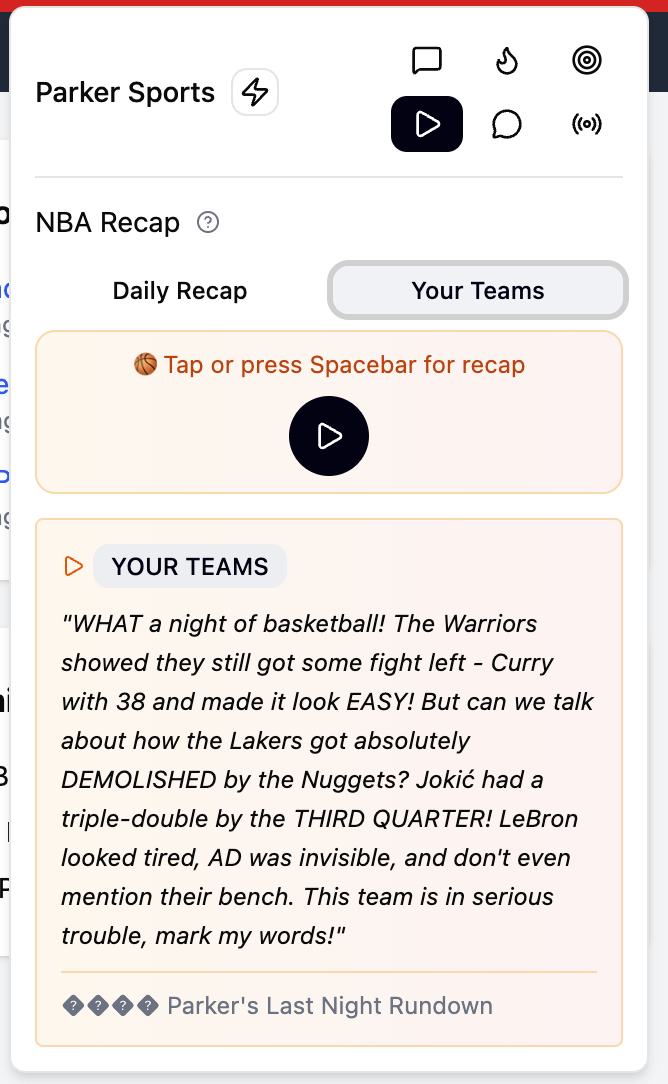 Parker Sports
NBA Recap
Daily Recap
Your Teams
🏀 Tap or press Spacebar for recap
YOUR TEAMS
"WHAT a night of basketball! The Warriors
showed they still got some fight left - Curry
with 38 and made it look EASY! But can we talk
about how the Lakers got absolutely
DEMOLISHED by the Nuggets? Jokić had a
triple-double by the THIRD QUARTER! LeBron
looked tired, AD was invisible, and don't even
mention their bench. This team is in serious
trouble, mark my words!"
���� Parker's Last Night Rundown